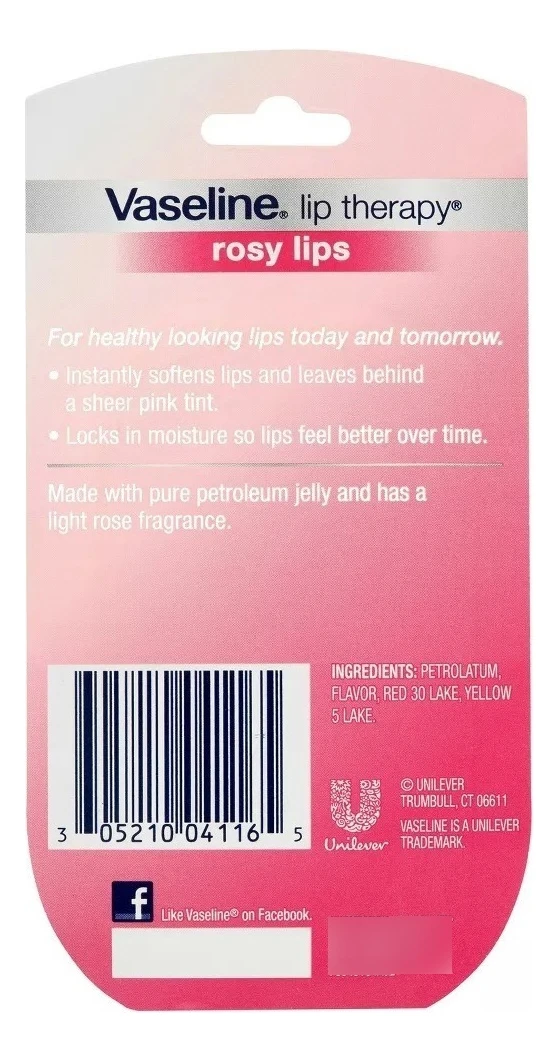 Vaseline® lip therapy®
rosy lips
For healthy looking lips today and tomorrow.
• Instantly softens lips and leaves behind
a sheer pink tint.
• Locks in moisture so lips feel better over time.
Made with pure petroleum jelly and has a
light rose fragrance.
INGREDIENTS: PETROLATUM,
FLAVOR, RED 30 LAKE, YELLOW
5 LAKE.
3 05210 04116 5
Unilever
© UNILEVER
TRUMBULL, CT 06611
VASELINE IS A UNILEVER
TRADEMARK.
f
Like Vaseline® on Facebook.